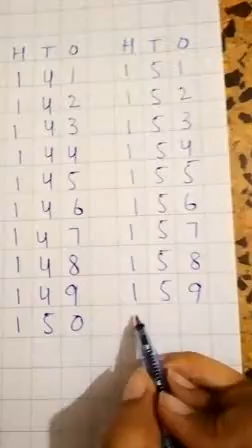 H T O
1 4 1
1 4 2
1 4 3
1 4 4
1 4 5
1 4 6
1 4 7
1 4 8
1 4 9
1 5 0
H T O
1 5 1
1 5 2
1 5 3
1 5 4
1 5 5
1 5 6
1 5 7
1 5 8
1 5 9